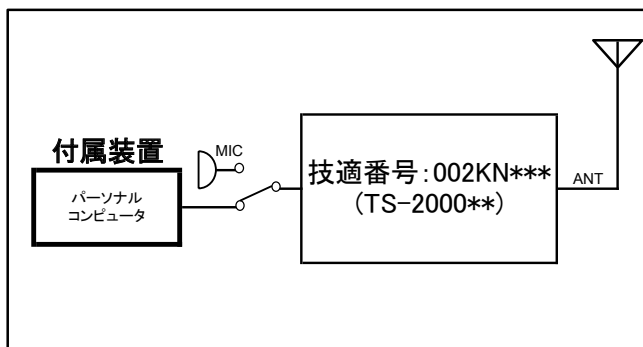 付属装置
パーソナル
コンピュータ
MIC
技適番号:002KN***
(TS-2000**)
ANT